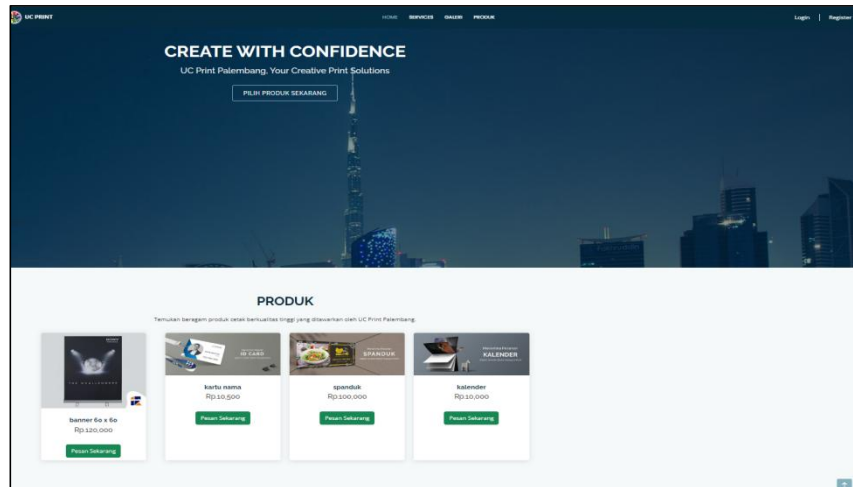 UC PRINT
HOME SERVICES GALERI PRODUK
Login | Register
CREATE WITH CONFIDENCE
UC Print Palembang, Your Creative Print Solutions
PILIH PRODUK SEKARANG
PRODUK
Temukan beragam produk cetak berkualitas tinggi yang ditawarkan oleh UC Print Palembang.
ID CARD
SPANDUK
KALENDER
banner 60 x 60
Rp.120,000
Pesan Sekarang
kartu nama
Rp.10,500
Pesan Sekarang
spanduk
Rp.100,000
Pesan Sekarang
kalender
Rp.10,000
Pesan Sekarang